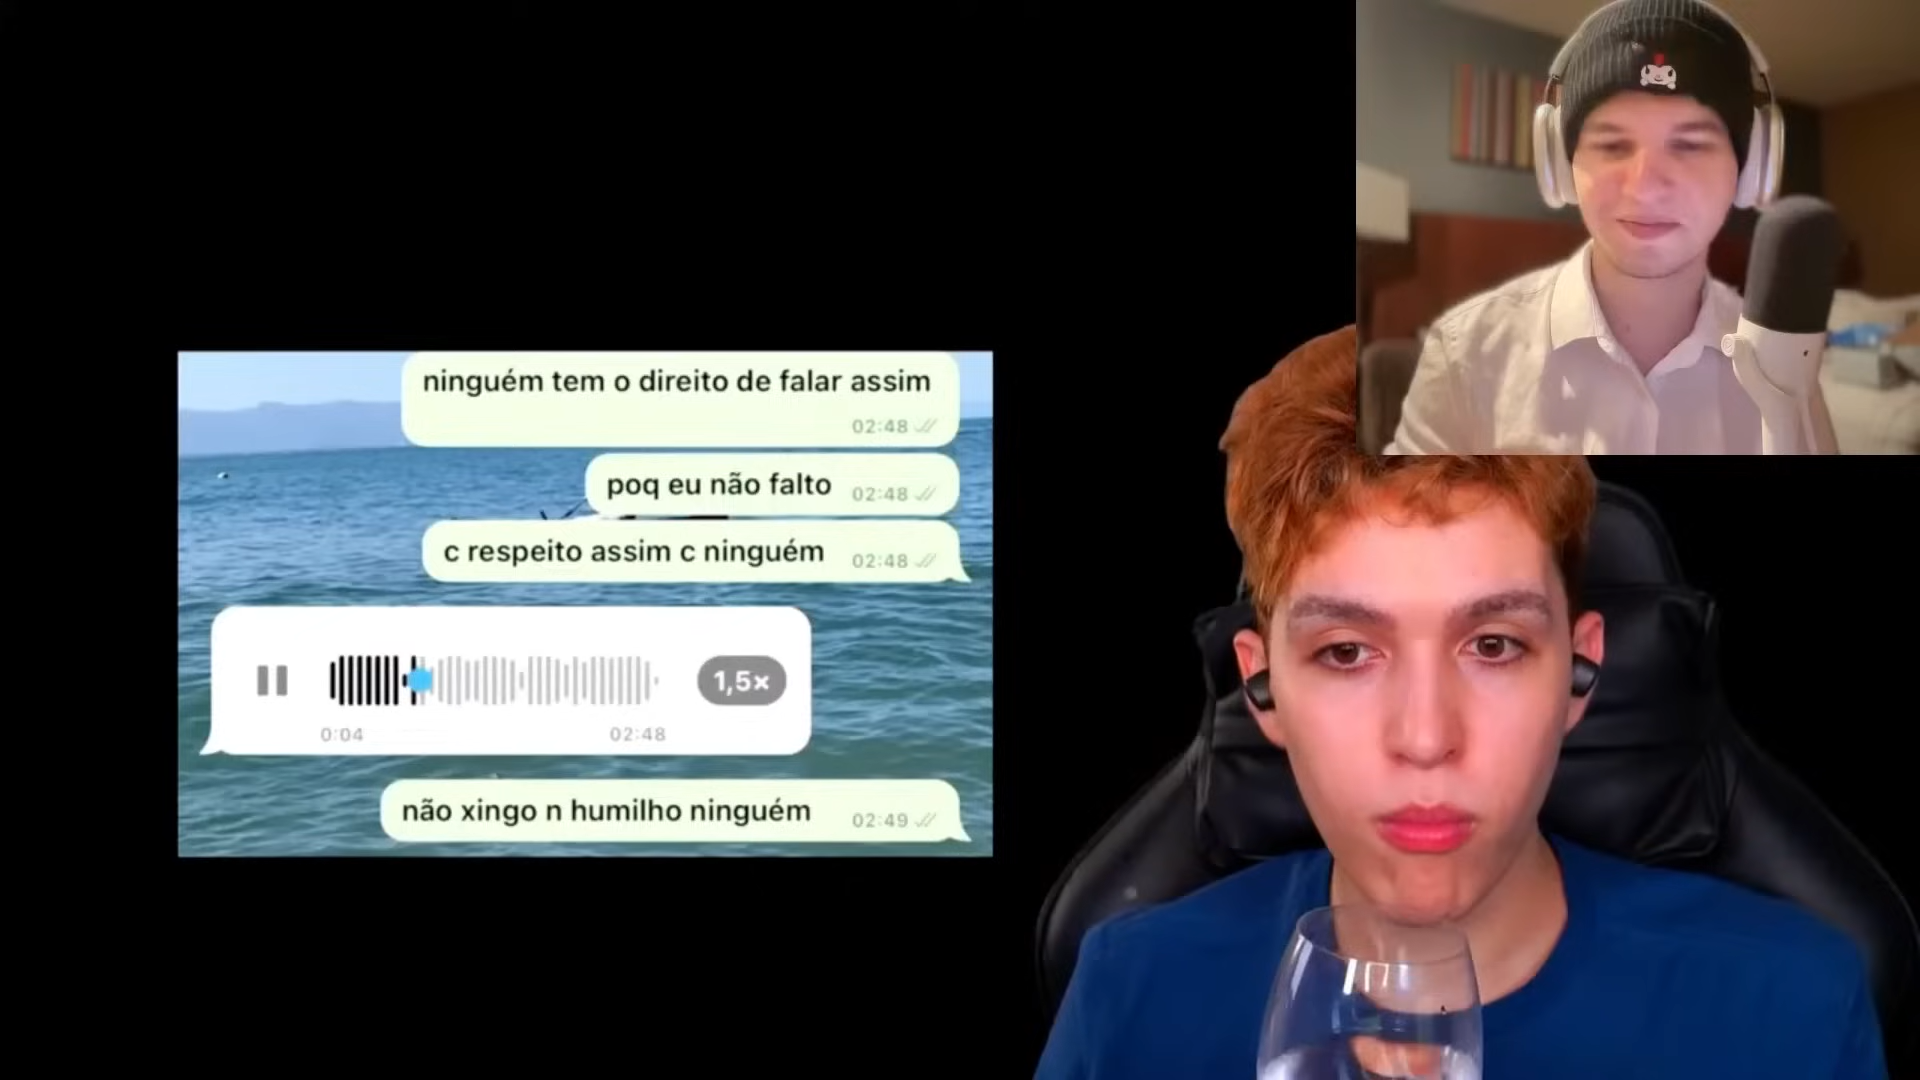 ninguém tem o direito de falar assim
02:48
poq eu não falto
02:48
c respeito assim c ninguém
02:48
1,5×
0:04
02:48
não xingo n humilho ninguém
02:49